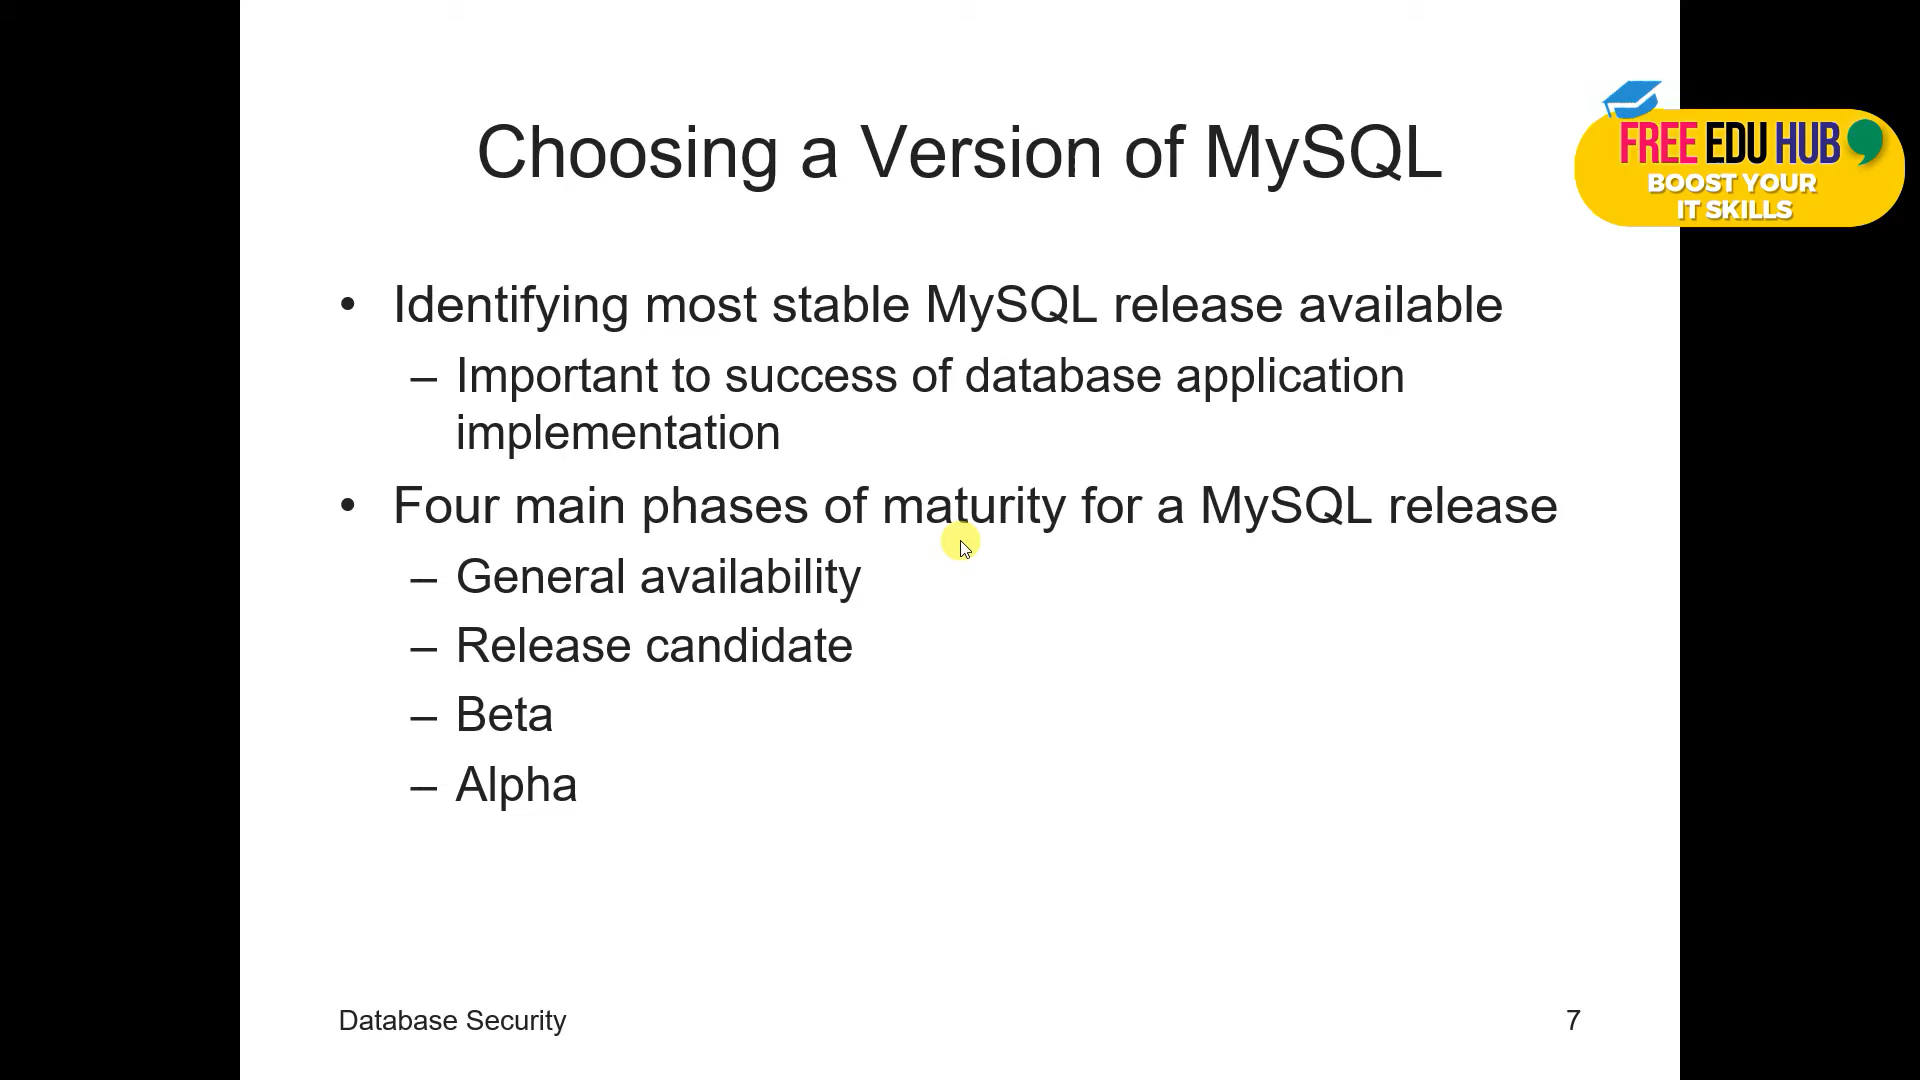 Choosing a Version of MySQL
FREE EDU HUB
BOOST YOUR
IT SKILLS
• Identifying most stable MySQL release available
– Important to success of database application
implementation
• Four main phases of maturity for a MySQL release
– General availability
– Release candidate
– Beta
– Alpha
Database Security
7